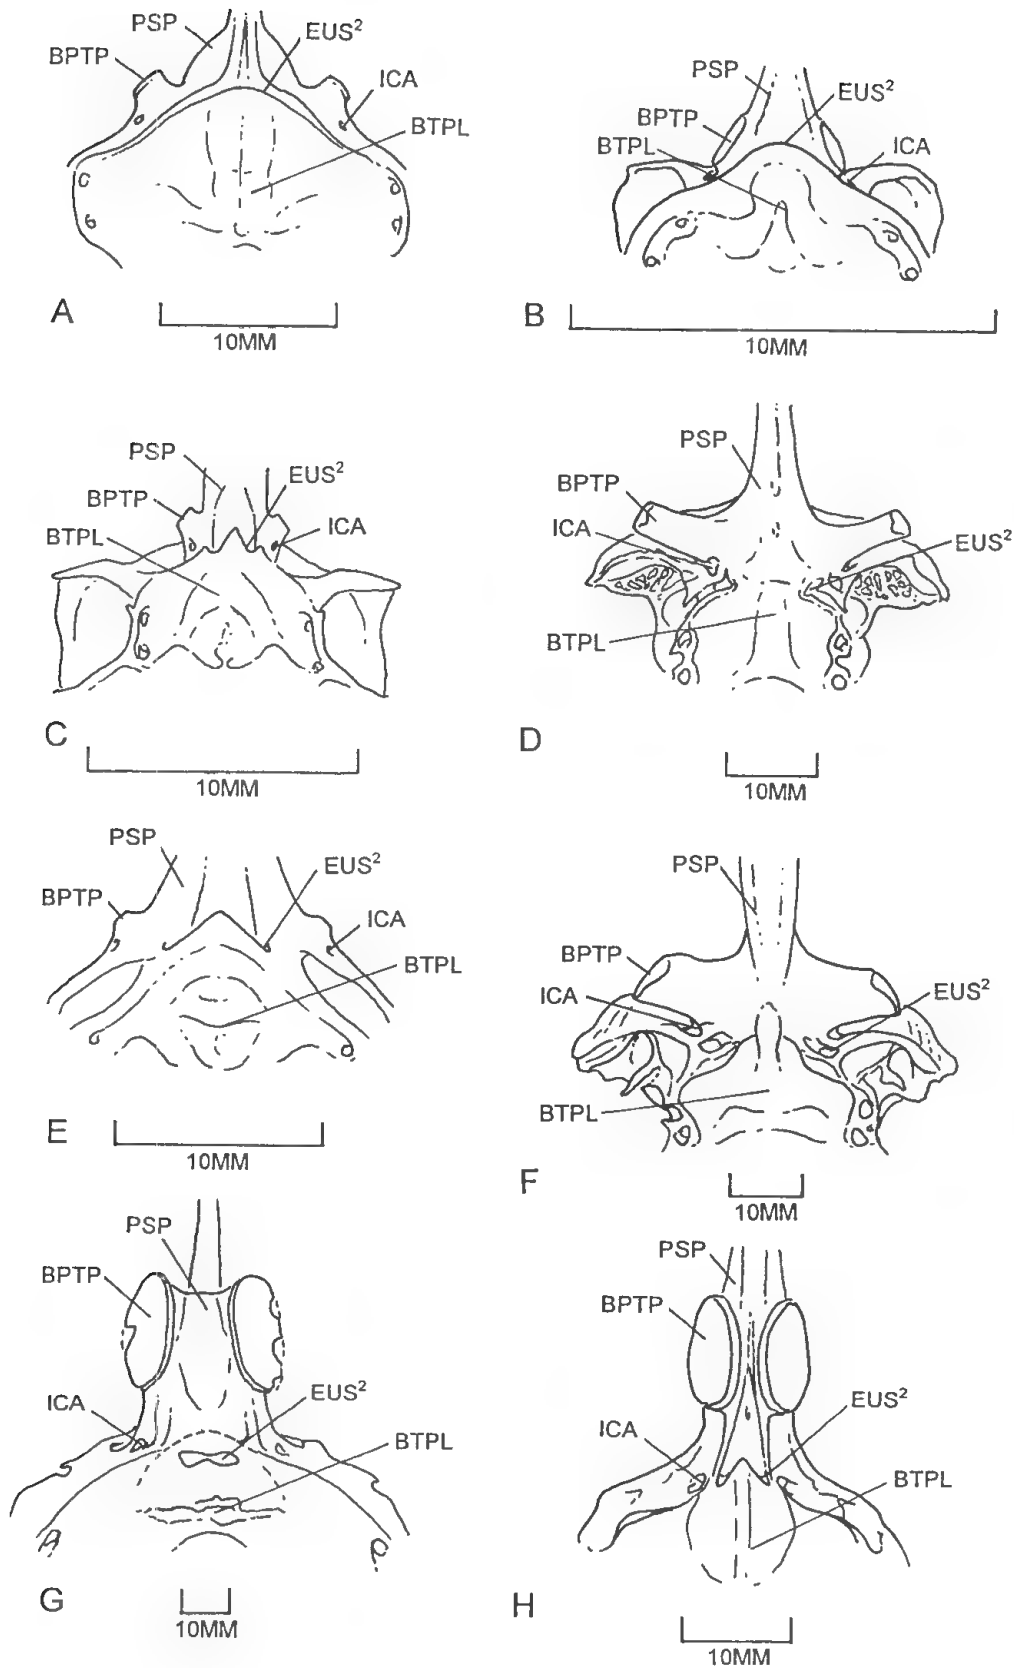 PSP
EUS²
BPTP
ICA
BTPL
A
10MM
PSP
EUS²
BPTP
BTPL
ICA
B
10MM
PSP
EUS²
BPTP
ICA
BTPL
C
10MM
PSP
BPTP
ICA
EUS²
BTPL
D
10MM
PSP
EUS²
BPTP
ICA
BTPL
E
10MM
PSP
BPTP
ICA
EUS²
BTPL
F
10MM
PSP
BPTP
EUS²
ICA
BTPL
G
10MM
PSP
BPTP
EUS²
ICA
BTPL
H
10MM